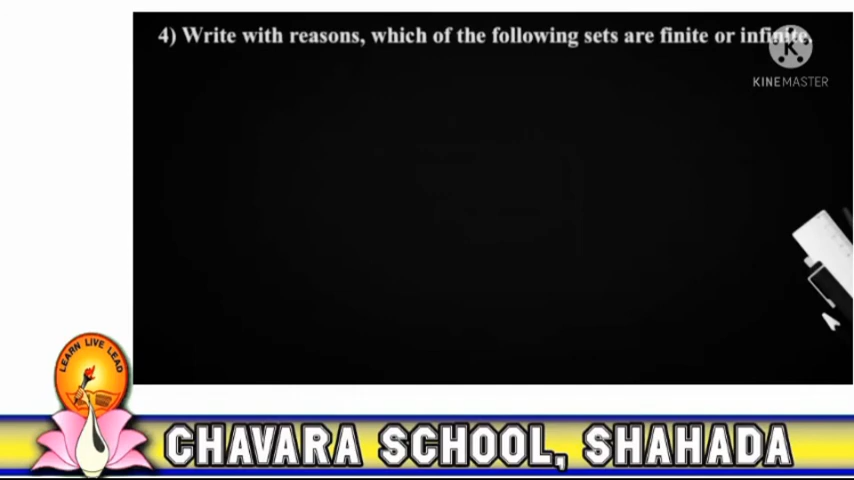 4) Write with reasons, which of the following sets are finite or infinite.
KINEMASTER
LEARN LIVE LEAD
CHAVARA SCHOOL, SHAHADA